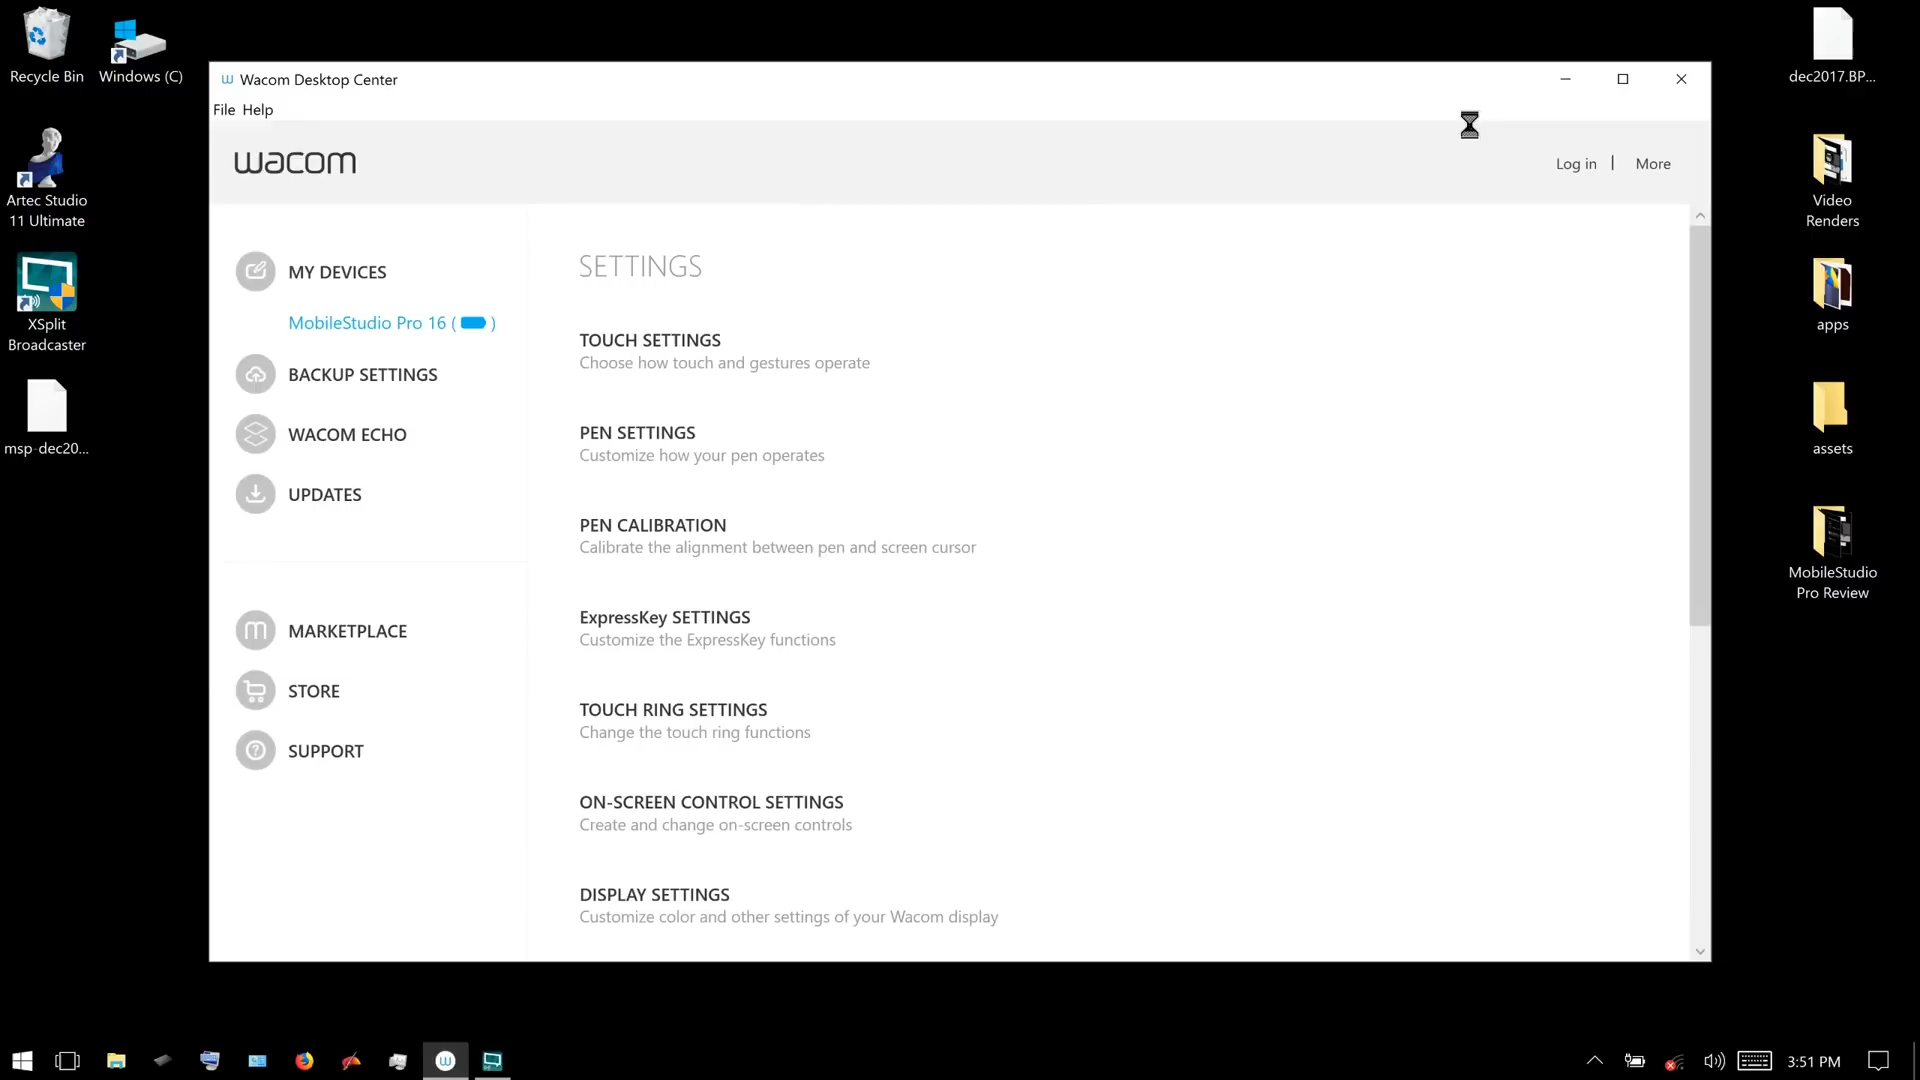 Recycle Bin
Windows (C)
Artec Studio
11 Ultimate
XSplit
Broadcaster
msp-dec20...
Wacom Desktop Center
File Help
wacom
Log in | More
MY DEVICES
MobileStudio Pro 16 ( )
BACKUP SETTINGS
WACOM ECHO
UPDATES
MARKETPLACE
STORE
SUPPORT
SETTINGS
TOUCH SETTINGS
Choose how touch and gestures operate
PEN SETTINGS
Customize how your pen operates
PEN CALIBRATION
Calibrate the alignment between pen and screen cursor
ExpressKey SETTINGS
Customize the ExpressKey functions
TOUCH RING SETTINGS
Change the touch ring functions
ON-SCREEN CONTROL SETTINGS
Create and change on-screen controls
DISPLAY SETTINGS
Customize color and other settings of your Wacom display
dec2017.BP...
Video
Renders
apps
assets
MobileStudio
Pro Review
3:51 PM